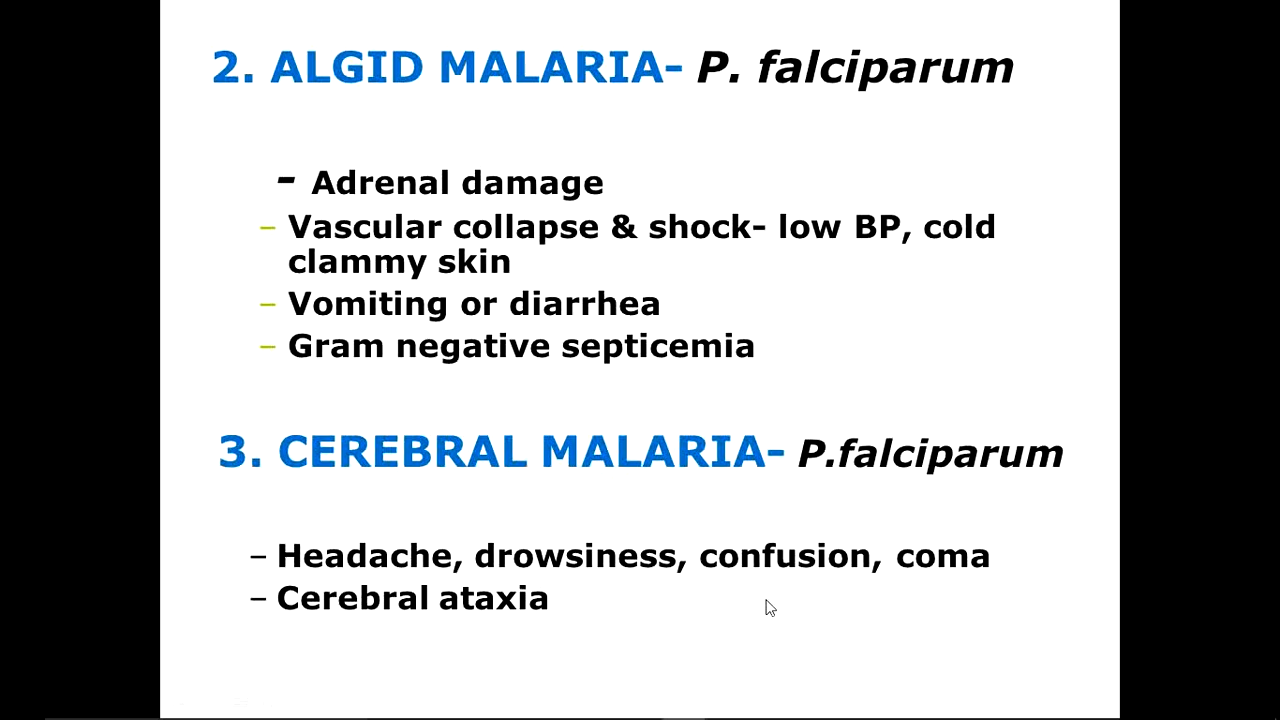 2. ALGID MALARIA- P. falciparum
- Adrenal damage
– Vascular collapse & shock- low BP, cold
clammy skin
– Vomiting or diarrhea
– Gram negative septicemia
3. CEREBRAL MALARIA- P.falciparum
– Headache, drowsiness, confusion, coma
– Cerebral ataxia